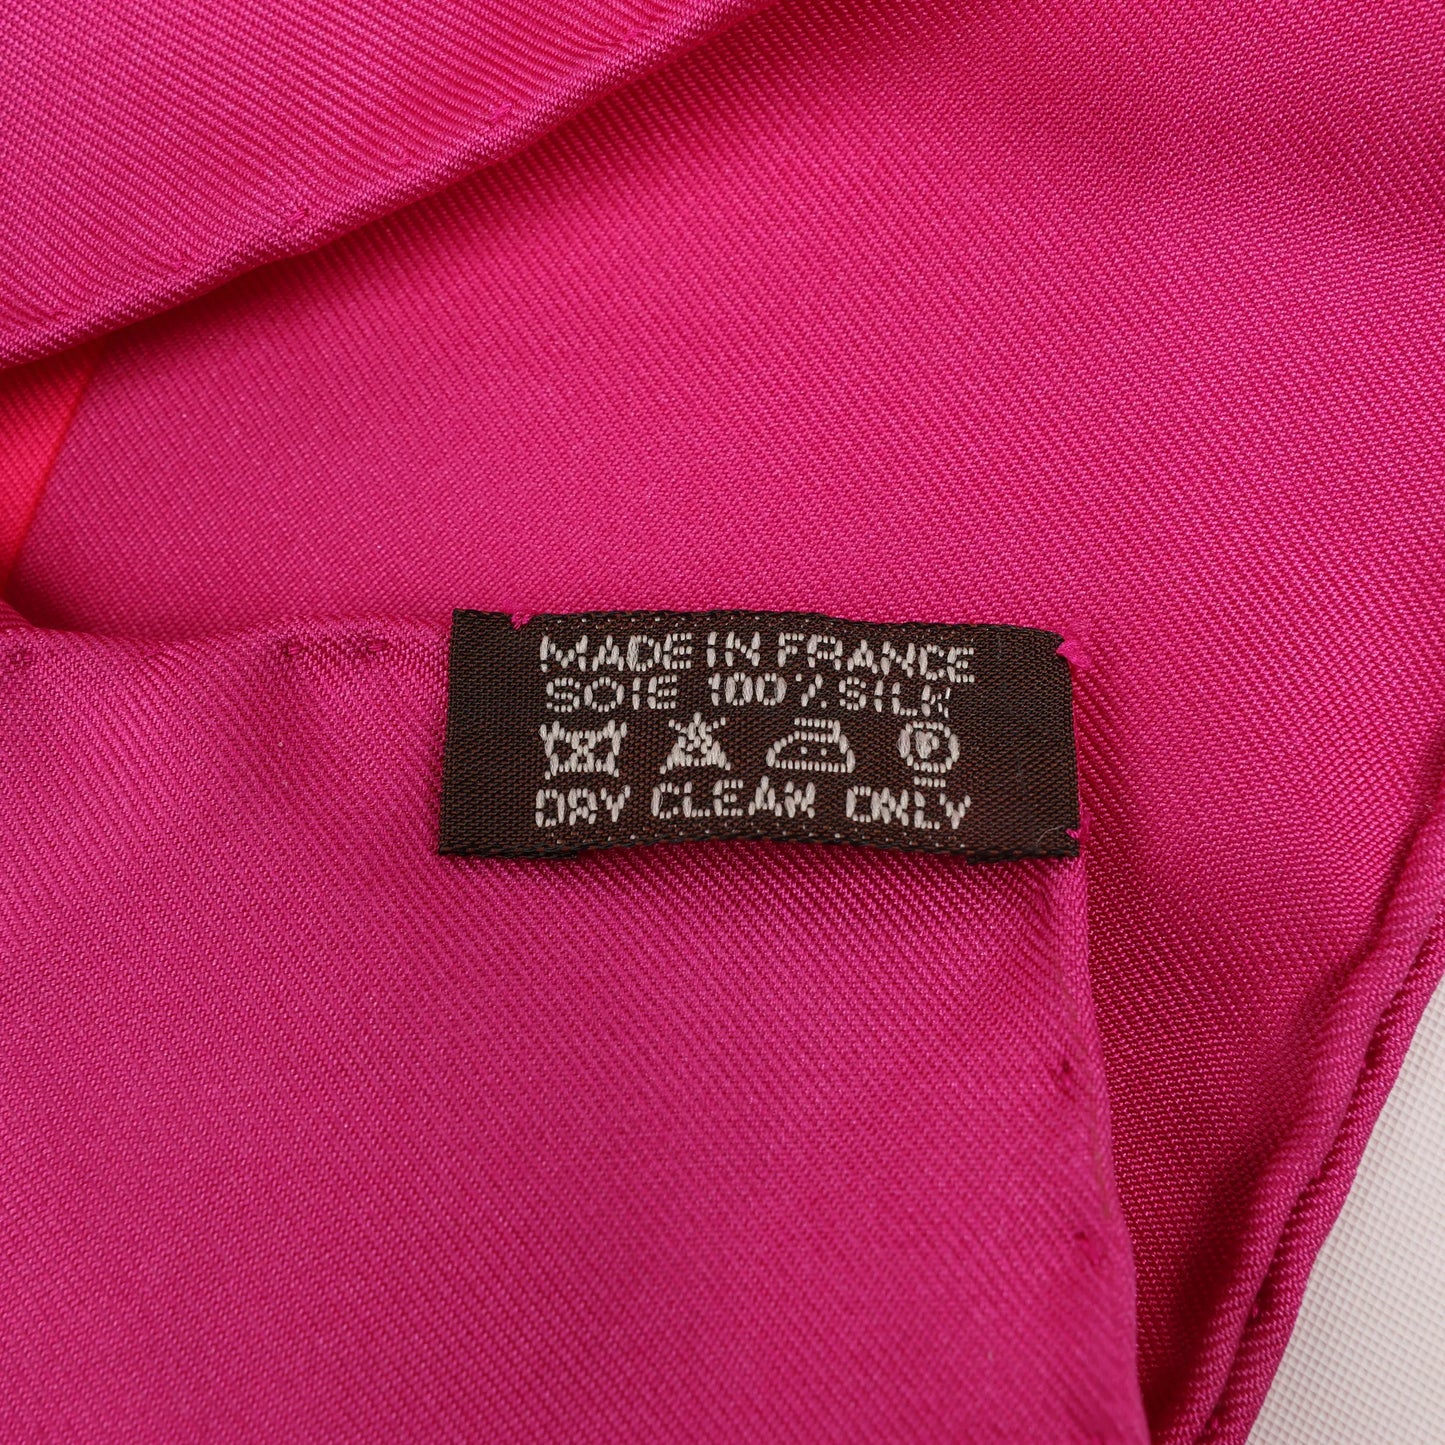 MADE IN FRANCE
SOIE 100% SILK
P
DRY CLEAN ONLY